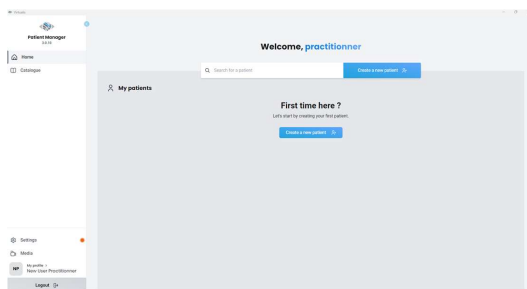 Patient Manager
Home
Catalogue
Welcome, practitionner
Search for a patient
Create a new patient
My patients
First time here ?
Let's start by creating your first patient.
Create a new patient
Settings
Media
My profile
NP
New User Practitionner
Logout